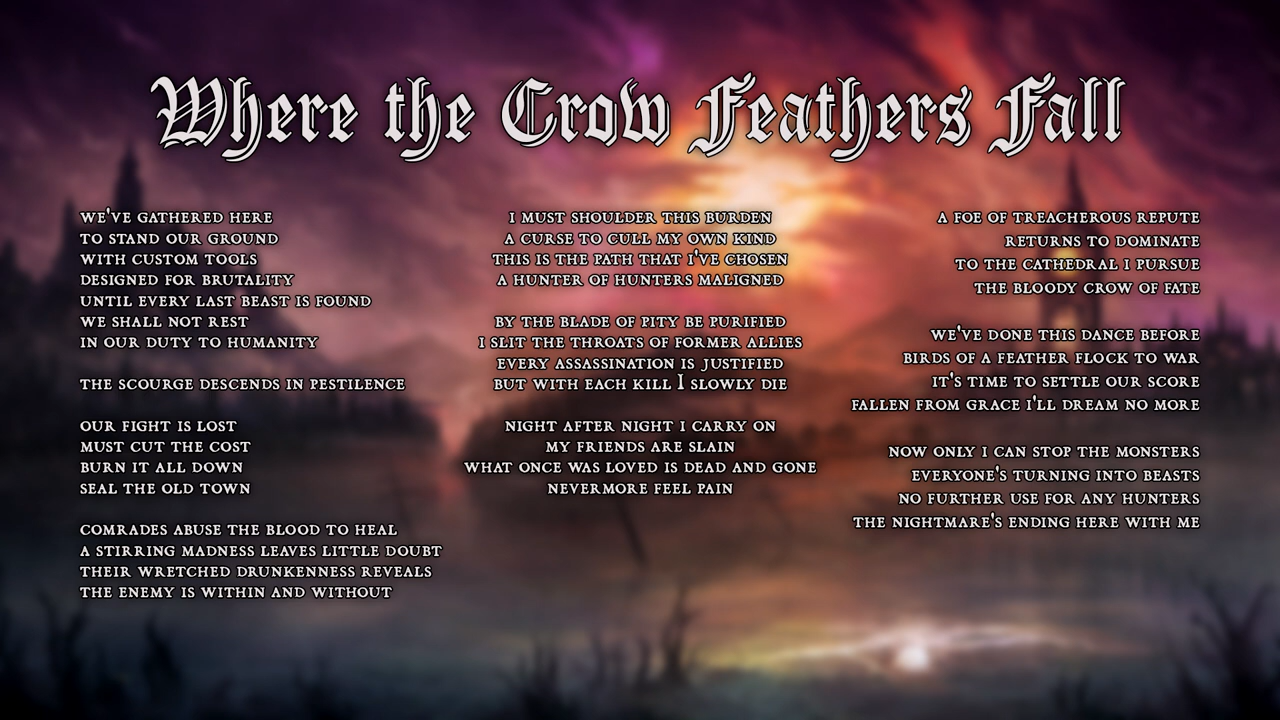 Where the Crow Feathers Fall
WE'VE GATHERED HERE
TO STAND OUR GROUND
WITH CUSTOM TOOLS
DESIGNED FOR BRUTALITY
UNTIL EVERY LAST BEAST IS FOUND
WE SHALL NOT REST
IN OUR DUTY TO HUMANITY
THE SCOURGE DESCENDS IN PESTILENCE
OUR FIGHT IS LOST
MUST CUT THE COST
BURN IT ALL DOWN
SEAL THE OLD TOWN
COMRADES ABUSE THE BLOOD TO HEAL
A STIRRING MADNESS LEAVES LITTLE DOUBT
THEIR WRETCHED DRUNKENNESS REVEALS
THE ENEMY IS WITHIN AND WITHOUT
I MUST SHOULDER THIS BURDEN
A CURSE TO CULL MY OWN KIND
THIS IS THE PATH THAT I'VE CHOSEN
A HUNTER OF HUNTERS MALIGNED
BY THE BLADE OF PITY BE PURIFIED
I SLIT THE THROATS OF FORMER ALLIES
EVERY ASSASSINATION IS JUSTIFIED
BUT WITH EACH KILL I SLOWLY DIE
NIGHT AFTER NIGHT I CARRY ON
MY FRIENDS ARE SLAIN
WHAT ONCE WAS LOVED IS DEAD AND GONE
NEVERMORE FEEL PAIN
A FOE OF TREACHEROUS REPUTE
RETURNS TO DOMINATE
TO THE CATHEDRAL I PURSUE
THE BLOODY CROW OF FATE
WE'VE DONE THIS DANCE BEFORE
BIRDS OF A FEATHER FLOCK TO WAR
IT'S TIME TO SETTLE OUR SCORE
FALLEN FROM GRACE I'LL DREAM NO MORE
NOW ONLY I CAN STOP THE MONSTERS
EVERYONE'S TURNING INTO BEASTS
NO FURTHER USE FOR ANY HUNTERS
THE NIGHTMARE'S ENDING HERE WITH ME